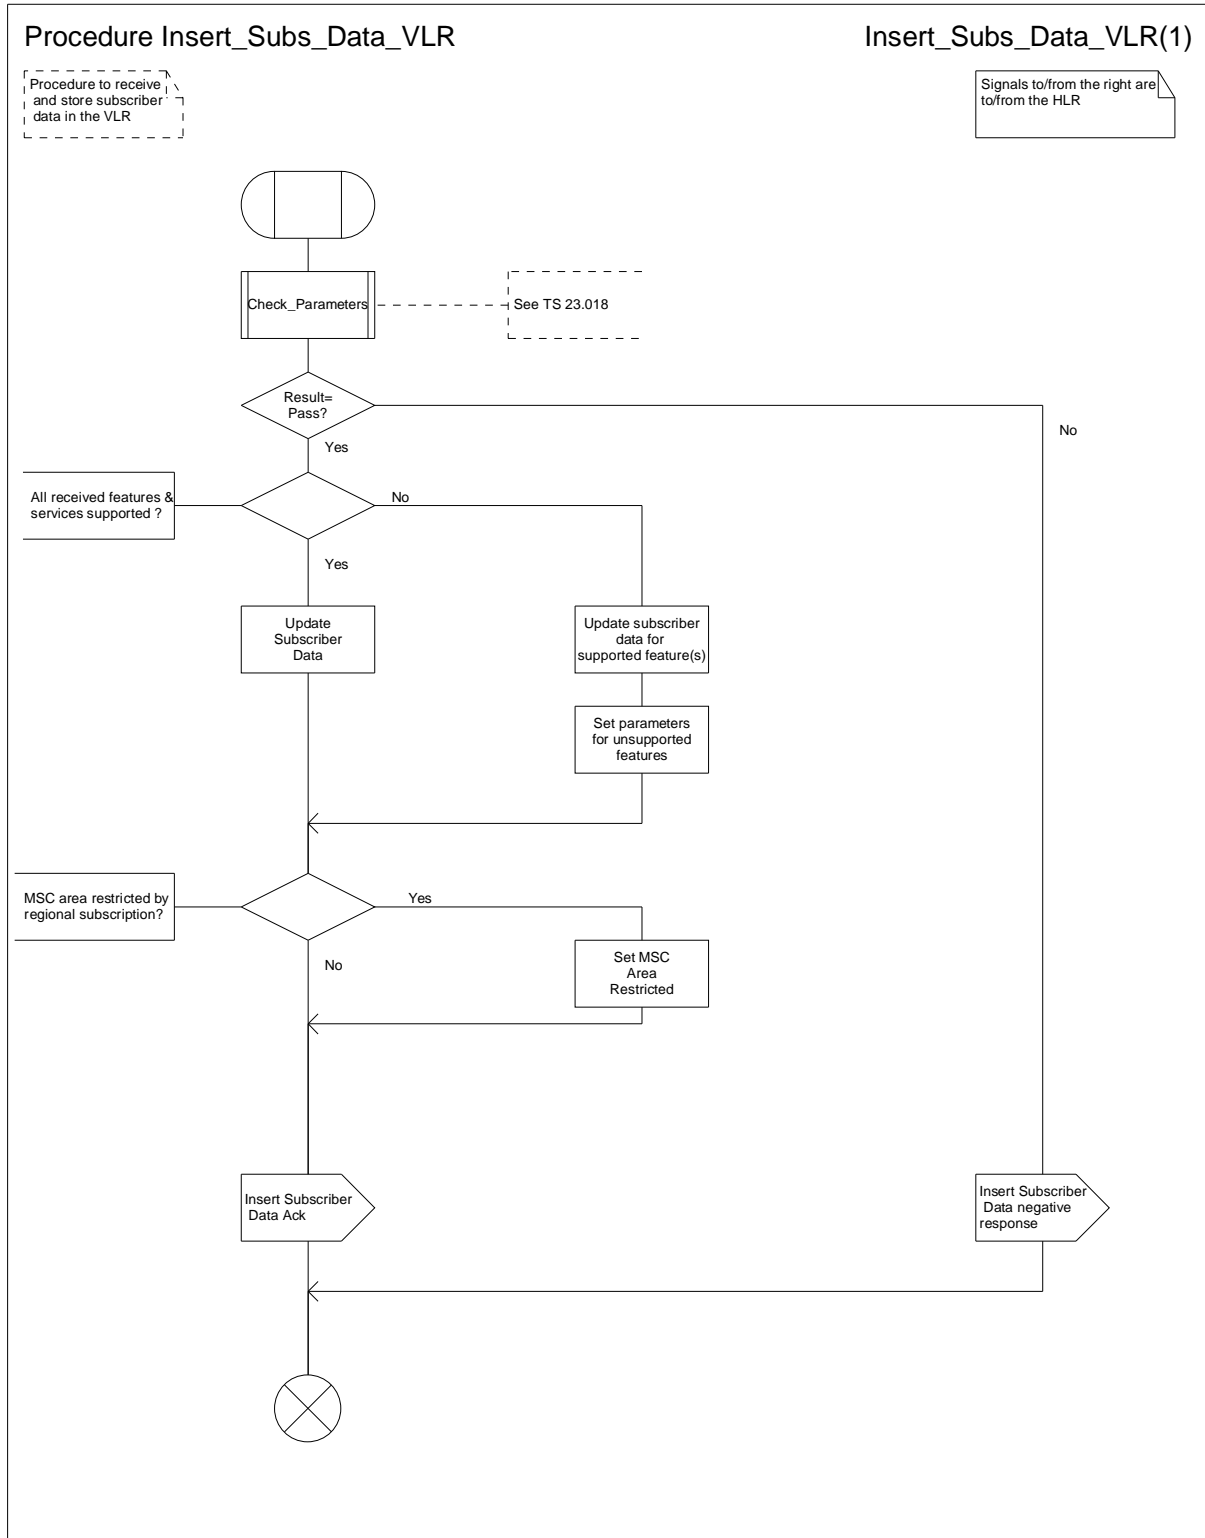 Procedure Insert_Subs_Data_VLR
Insert_Subs_Data_VLR(1)
Procedure to receive
and store subscriber
data in the VLR
Signals to/from the right are
to/from the HLR
Check_Parameters
See TS 23.018
Result=
Pass?
No
Yes
All received features &
services supported ?
No
Yes
Update
Subscriber
Data
Update subscriber
data for
supported feature(s)
Set parameters
for unsupported
features
MSC area restricted by
regional subscription?
Yes
No
Set MSC
Area
Restricted
Insert Subscriber
Data Ack
Insert Subscriber
Data negative
response